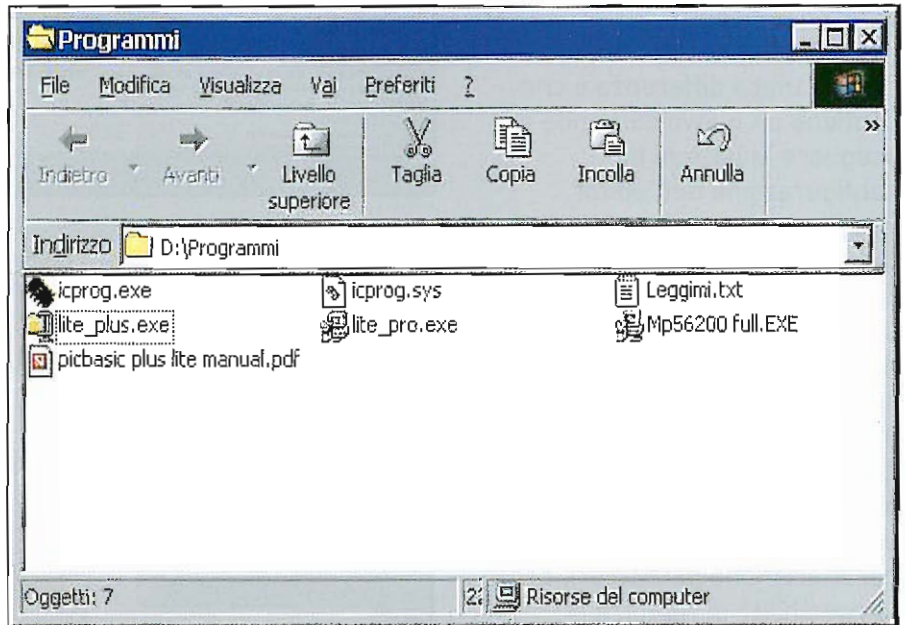 Programmi
File Modifica Visualizza Vai Preferiti ?
Indietro Avanti Livello superiore Taglia Copia Incolla Annulla »
Indirizzo D:\Programmi
icprog.exe icprog.sys Leggimi.txt
lite_plus.exe lite_pro.exe Mp56200 full.EXE
picbasic plus lite manual.pdf
Oggetti: 7 Risorse del computer